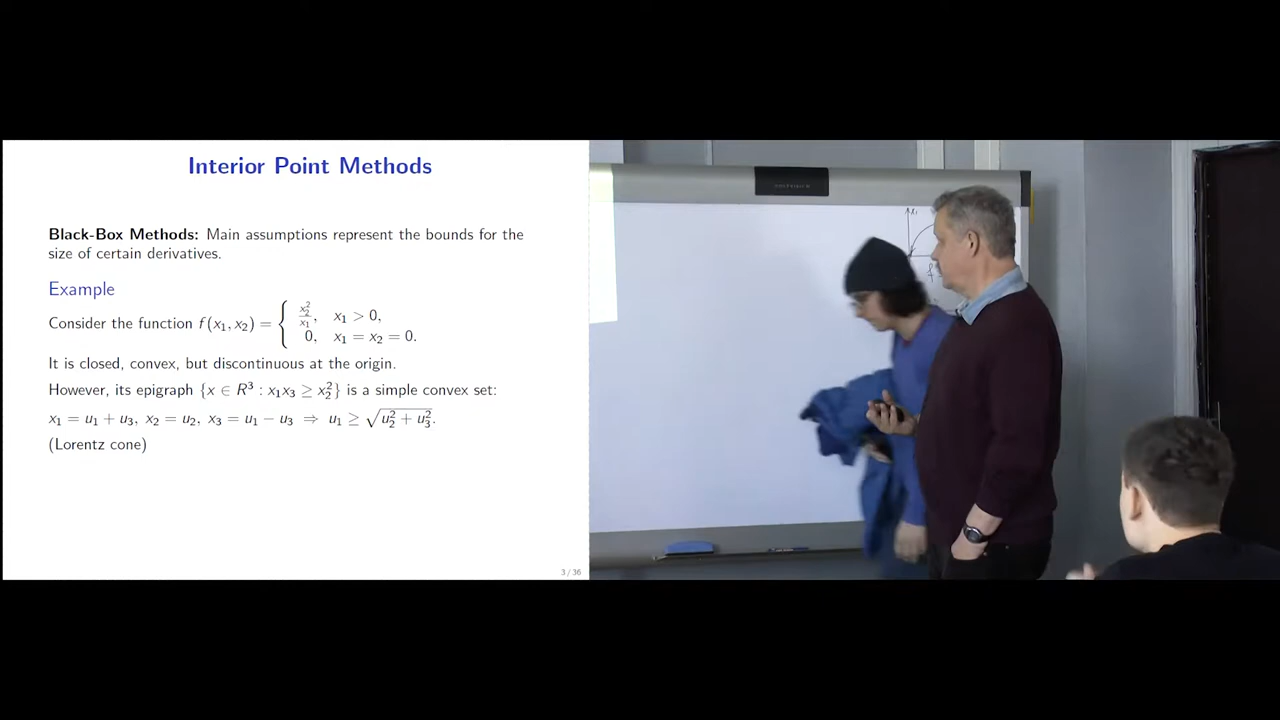 Interior Point Methods
Black-Box Methods: Main assumptions represent the bounds for the
size of certain derivatives.
Example
Consider the function f(x₁, x₂) = { x₂²/x₁, x₁ > 0,
0, x₁ = x₂ = 0.
It is closed, convex, but discontinuous at the origin.
However, its epigraph {x ∈ R³ : x₁x₃ ≥ x₂²} is a simple convex set:
x₁ = u₁ + u₃, x₂ = u₂, x₃ = u₁ − u₃ ⇒ u₁ ≥ √(u₂² + u₃²).
(Lorentz cone)
3 / 36